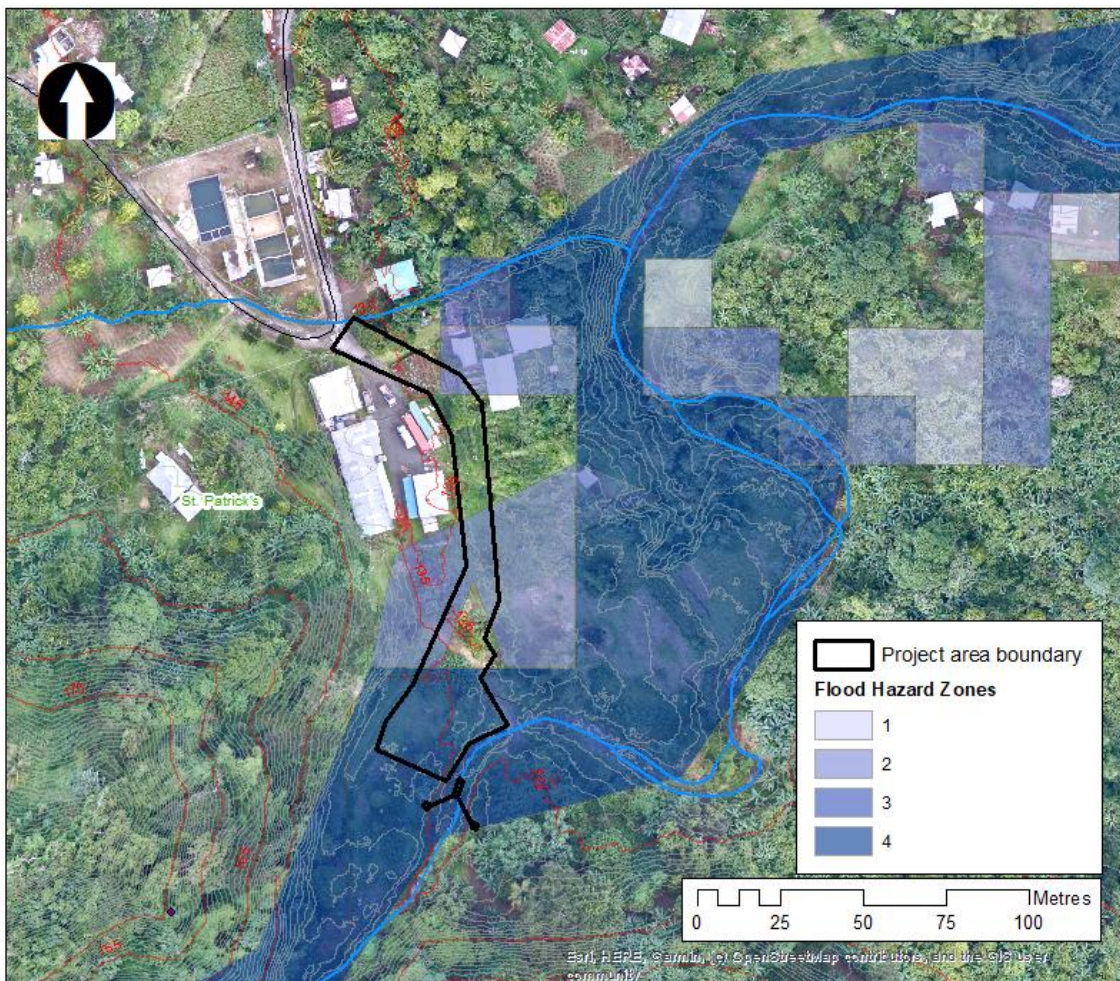 St. Patrick's
Project area boundary
Flood Hazard Zones
1
2
3
4
Metres
0 25 50 75 100
Esri, HERE, Garmin, (c) OpenStreetMap contributors, and the GIS user
community